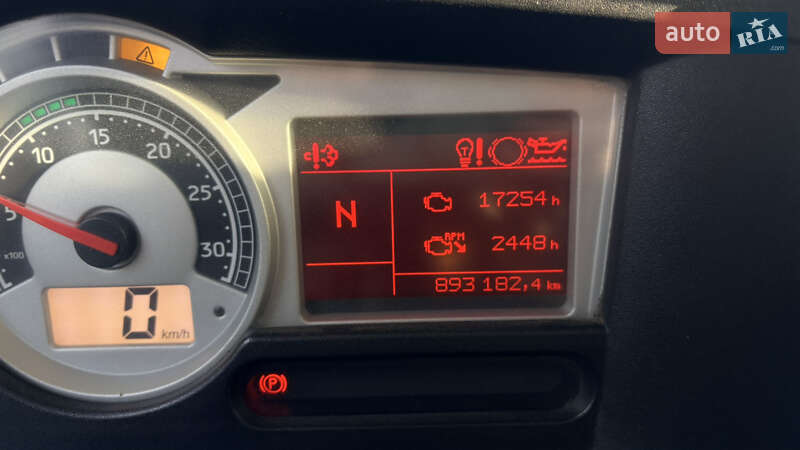 auto RIA .com
10 15 20
25
17254 h
N
5
RPM 2448 h
x100
30
893 182,4 km
0
km/h
(P)